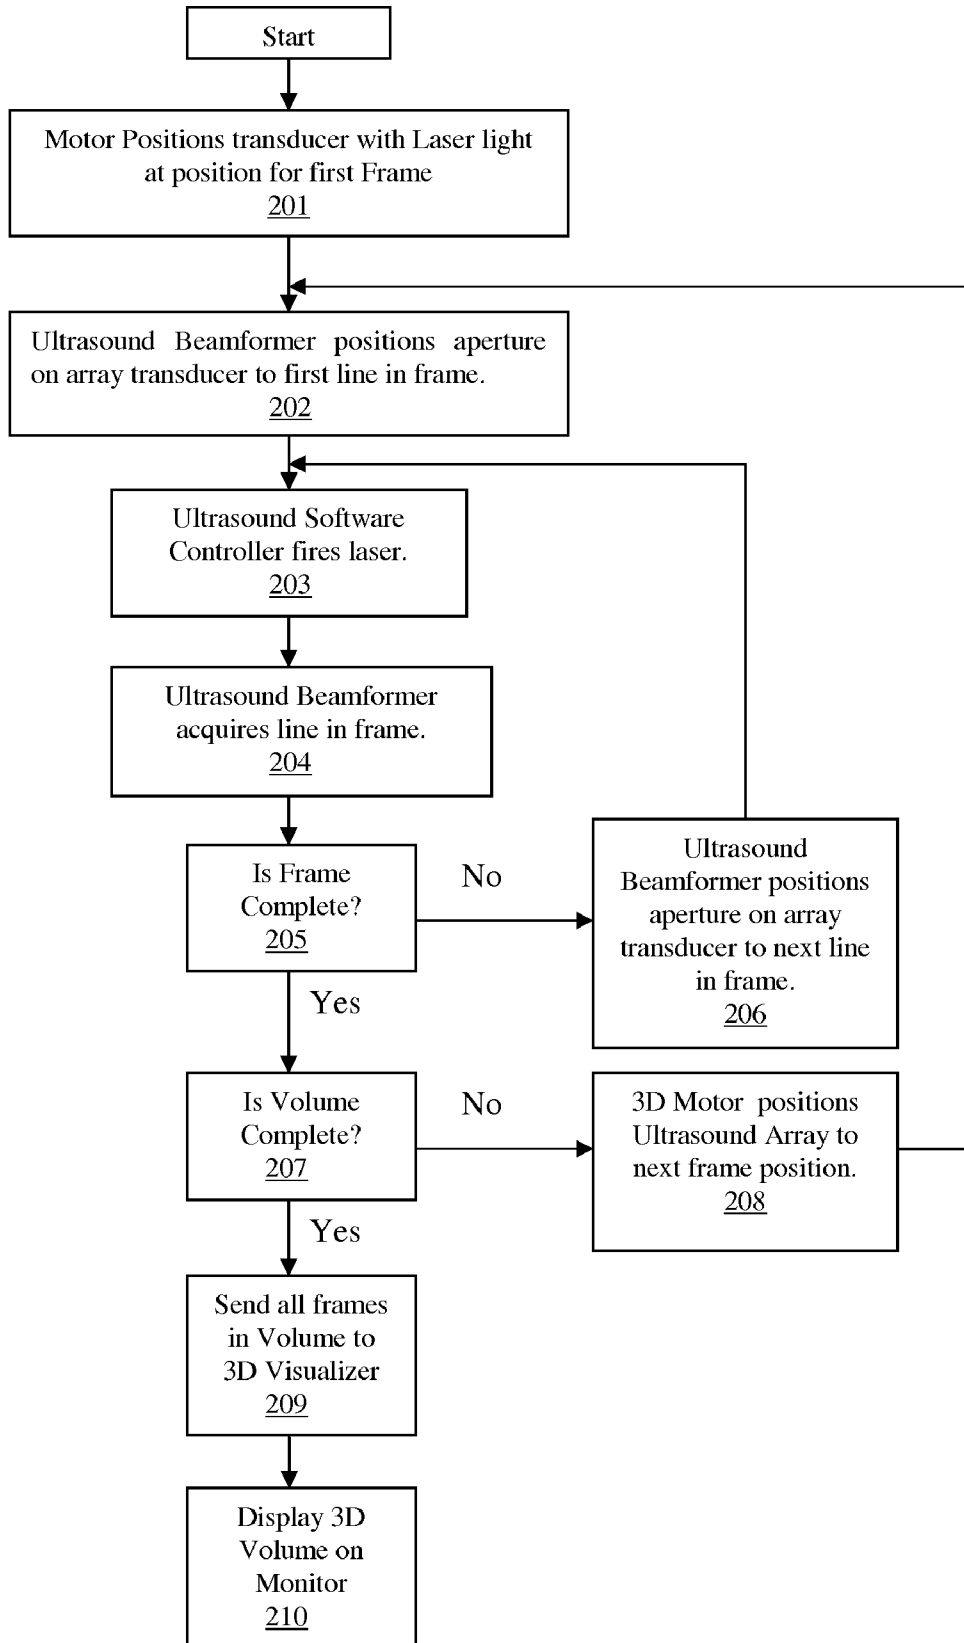 Start
Motor Positions transducer with Laser light
at position for first Frame
201
Ultrasound Beamformer positions aperture
on array transducer to first line in frame.
202
Ultrasound Software
Controller fires laser.
203
Ultrasound Beamformer
acquires line in frame.
204
Is Frame
Complete?
205
No
Ultrasound
Beamformer positions
aperture on array
transducer to next line
in frame.
206
Yes
Is Volume
Complete?
207
No
3D Motor positions
Ultrasound Array to
next frame position.
208
Yes
Send all frames
in Volume to
3D Visualizer
209
Display 3D
Volume on
Monitor
210